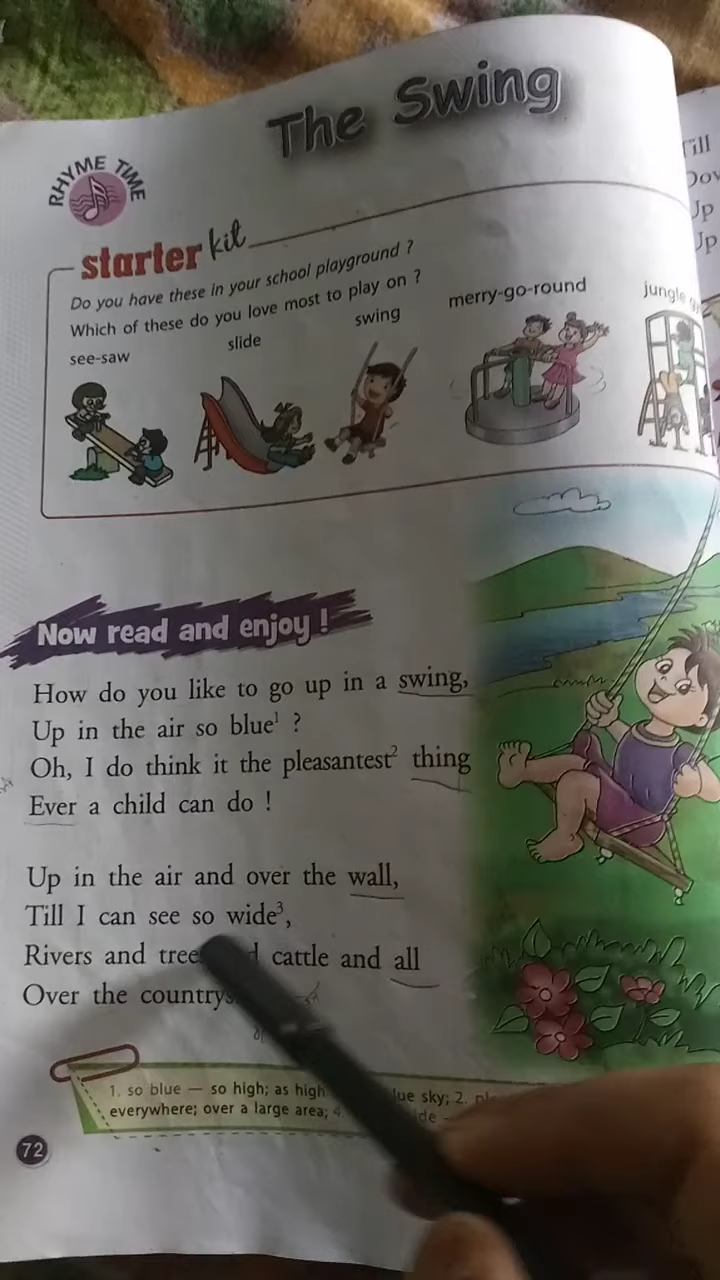 The Swing
RHYME TIME
starter kit
Do you have these in your school playground ?
Which of these do you love most to play on ?
see-saw
slide
swing
merry-go-round
jungle
Till
Up
Up
Now read and enjoy !
How do you like to go up in a swing,
Up in the air so blue¹ ?
Oh, I do think it the pleasantest² thing
Ever a child can do !
Up in the air and over the wall,
Till I can see so wide³,
Rivers and cattle and all
Over the
1. so blue — so high; as high sky; 2.
everywhere; over a large area; 4.
72